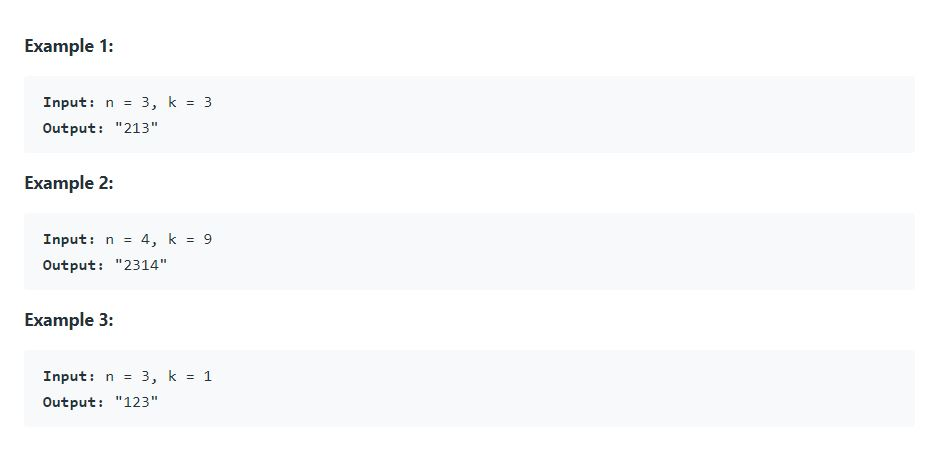 Example 1:
Input: n = 3, k = 3
Output: "213"
Example 2:
Input: n = 4, k = 9
Output: "2314"
Example 3:
Input: n = 3, k = 1
Output: "123"